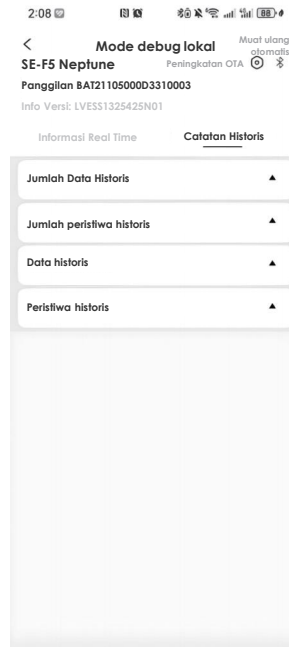 2:08 88
Mode debug lokal Muat ulang otomatis
SE-F5 Neptune Peningkatan OTA
Panggilan BAT21105000D3310003
Info Versi: LVESS1325425N01
Informasi Real Time Catatan Historis
Jumlah Data Historis
Jumlah peristiwa historis
Data historis
Peristiwa historis